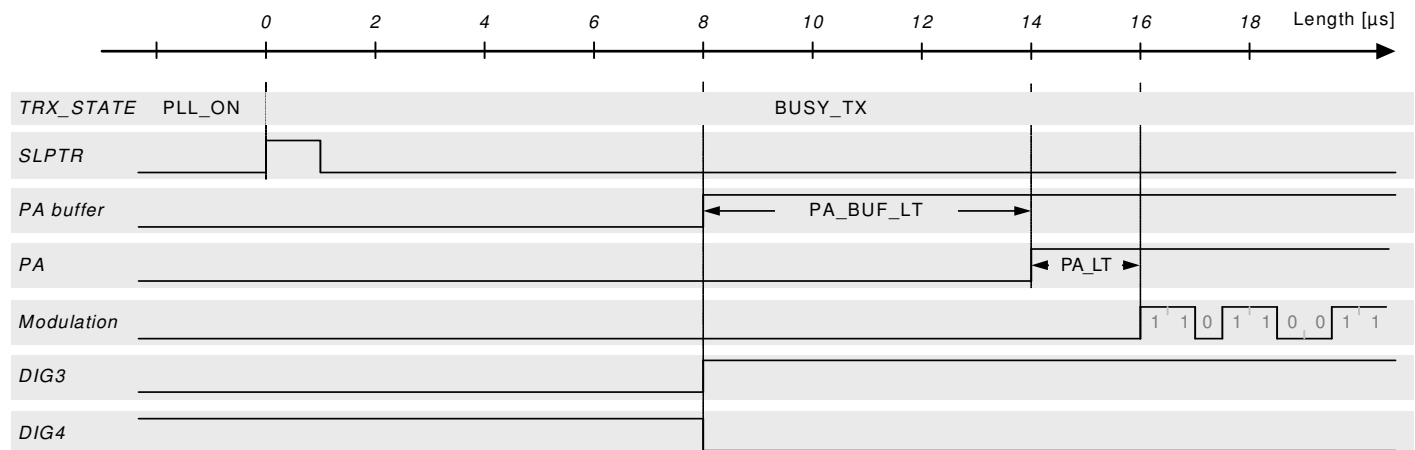 0 2 4 6 8 10 12 14 16 18 Length [µs]
TRX_STATE PLL_ON BUSY_TX
SLPTR
PA buffer PA_BUF_LT
PA PA_LT
Modulation 1 1 0 1 1 0 0 1 1
DIG3
DIG4